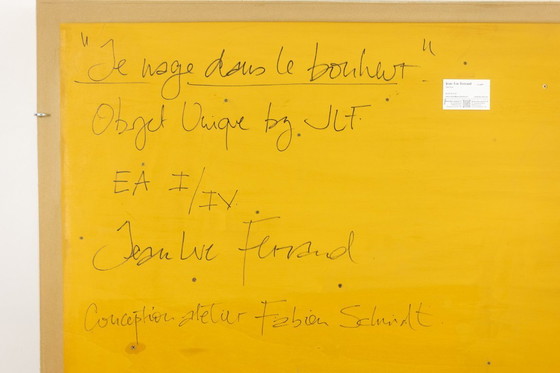 "Je nage dans le bonheur"
Objet Unique by JLF.
EA I/IV
Jean Luc Ferrand
Conception atelier Fabien Schmidt